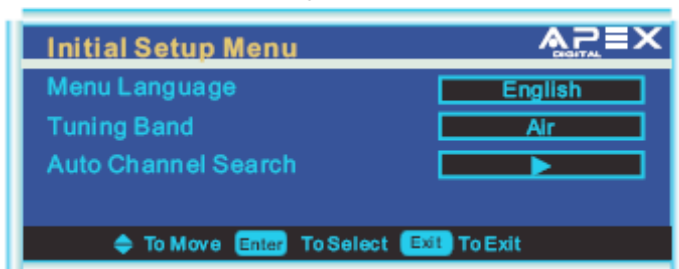 Initial Setup Menu
APEX
DIGITAL
Menu Language English
Tuning Band Air
Auto Channel Search
To Move Enter To Select Exit To Exit